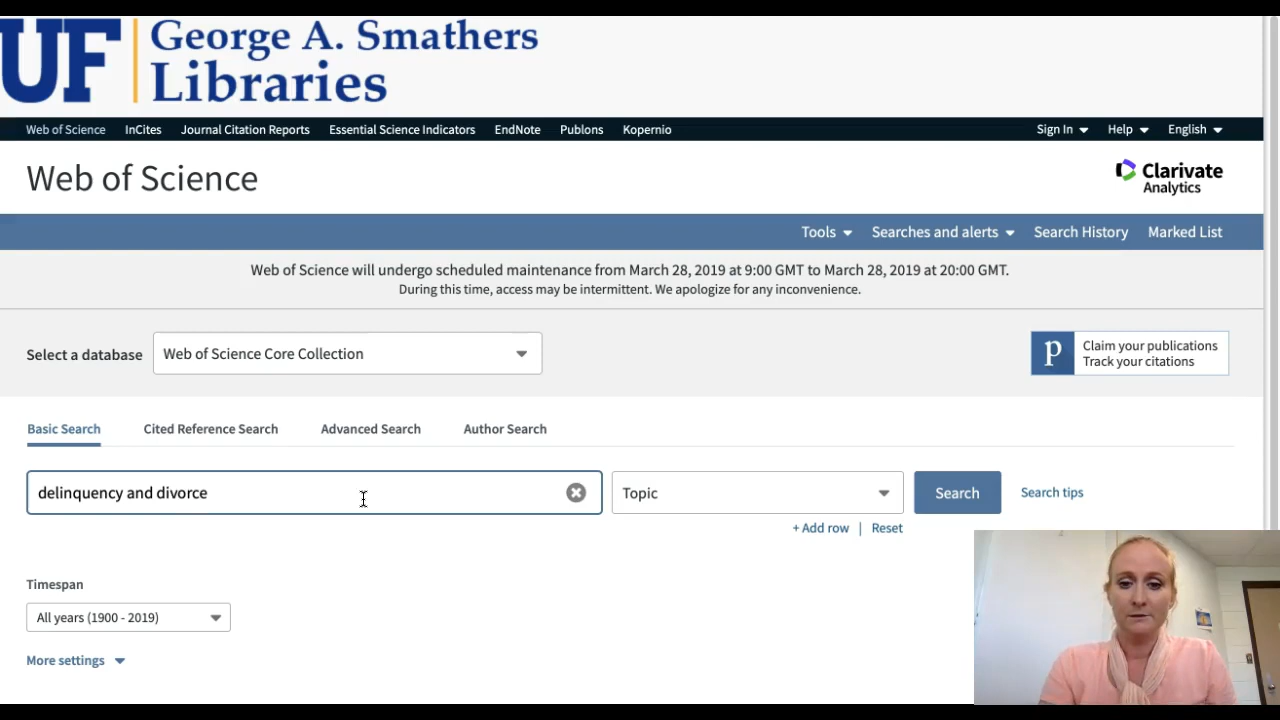 UF George A. Smathers
Libraries
Web of Science InCites Journal Citation Reports Essential Science Indicators EndNote Publons Kopernio Sign In Help English
Web of Science
Clarivate
Analytics
Tools Searches and alerts Search History Marked List
Web of Science will undergo scheduled maintenance from March 28, 2019 at 9:00 GMT to March 28, 2019 at 20:00 GMT.
During this time, access may be intermittent. We apologize for any inconvenience.
Select a database Web of Science Core Collection
p Claim your publications
Track your citations
Basic Search Cited Reference Search Advanced Search Author Search
delinquency and divorce Topic Search Search tips
+ Add row | Reset
Timespan
All years (1900 - 2019)
More settings